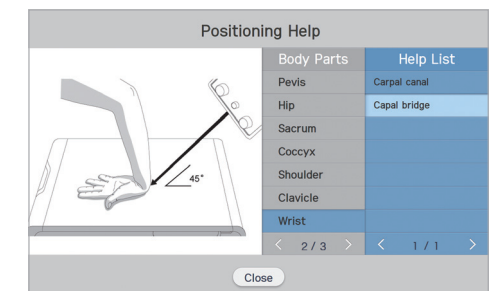 Positioning Help
Body Parts Help List
Pevis Carpal canal
Hip Capal bridge
Sacrum
Coccyx
Shoulder
45°
Clavicle
Wrist
< 2 / 3 > < 1 / 1 >
Close